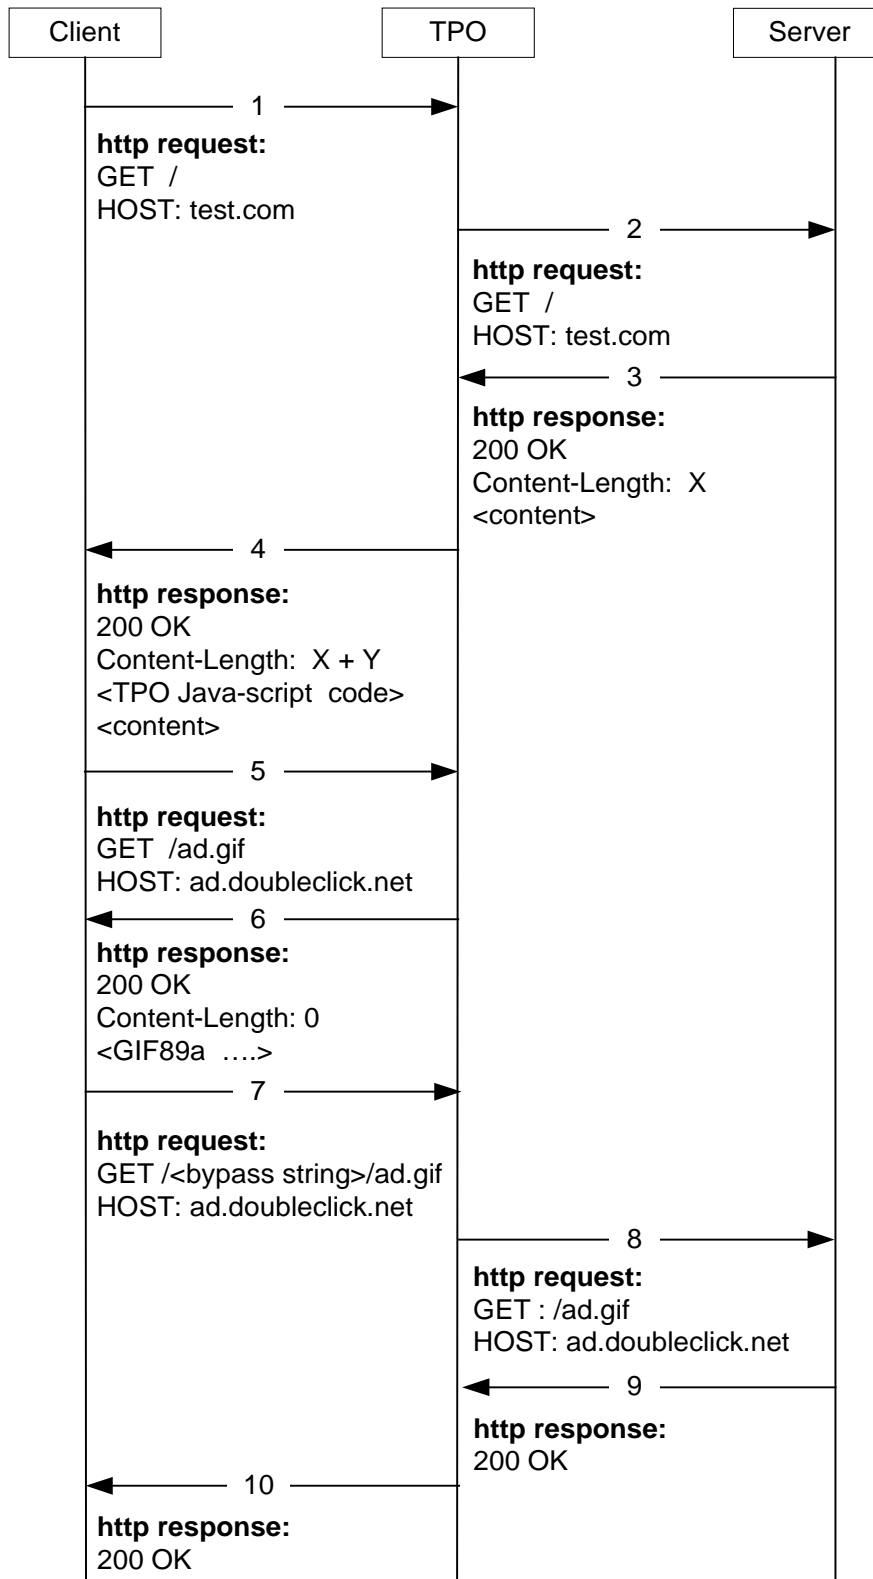 Client
TPO
Server
1
http request:
GET /
HOST: test.com
2
http request:
GET /
HOST: test.com
3
http response:
200 OK
Content-Length: X
<content>
4
http response:
200 OK
Content-Length: X + Y
<TPO Java-script code>
<content>
5
http request:
GET /ad.gif
HOST: ad.doubleclick.net
6
http response:
200 OK
Content-Length: 0
<GIF89a ....>
7
http request:
GET /<bypass string>/ad.gif
HOST: ad.doubleclick.net
8
http request:
GET : /ad.gif
HOST: ad.doubleclick.net
9
http response:
200 OK
10
http response:
200 OK